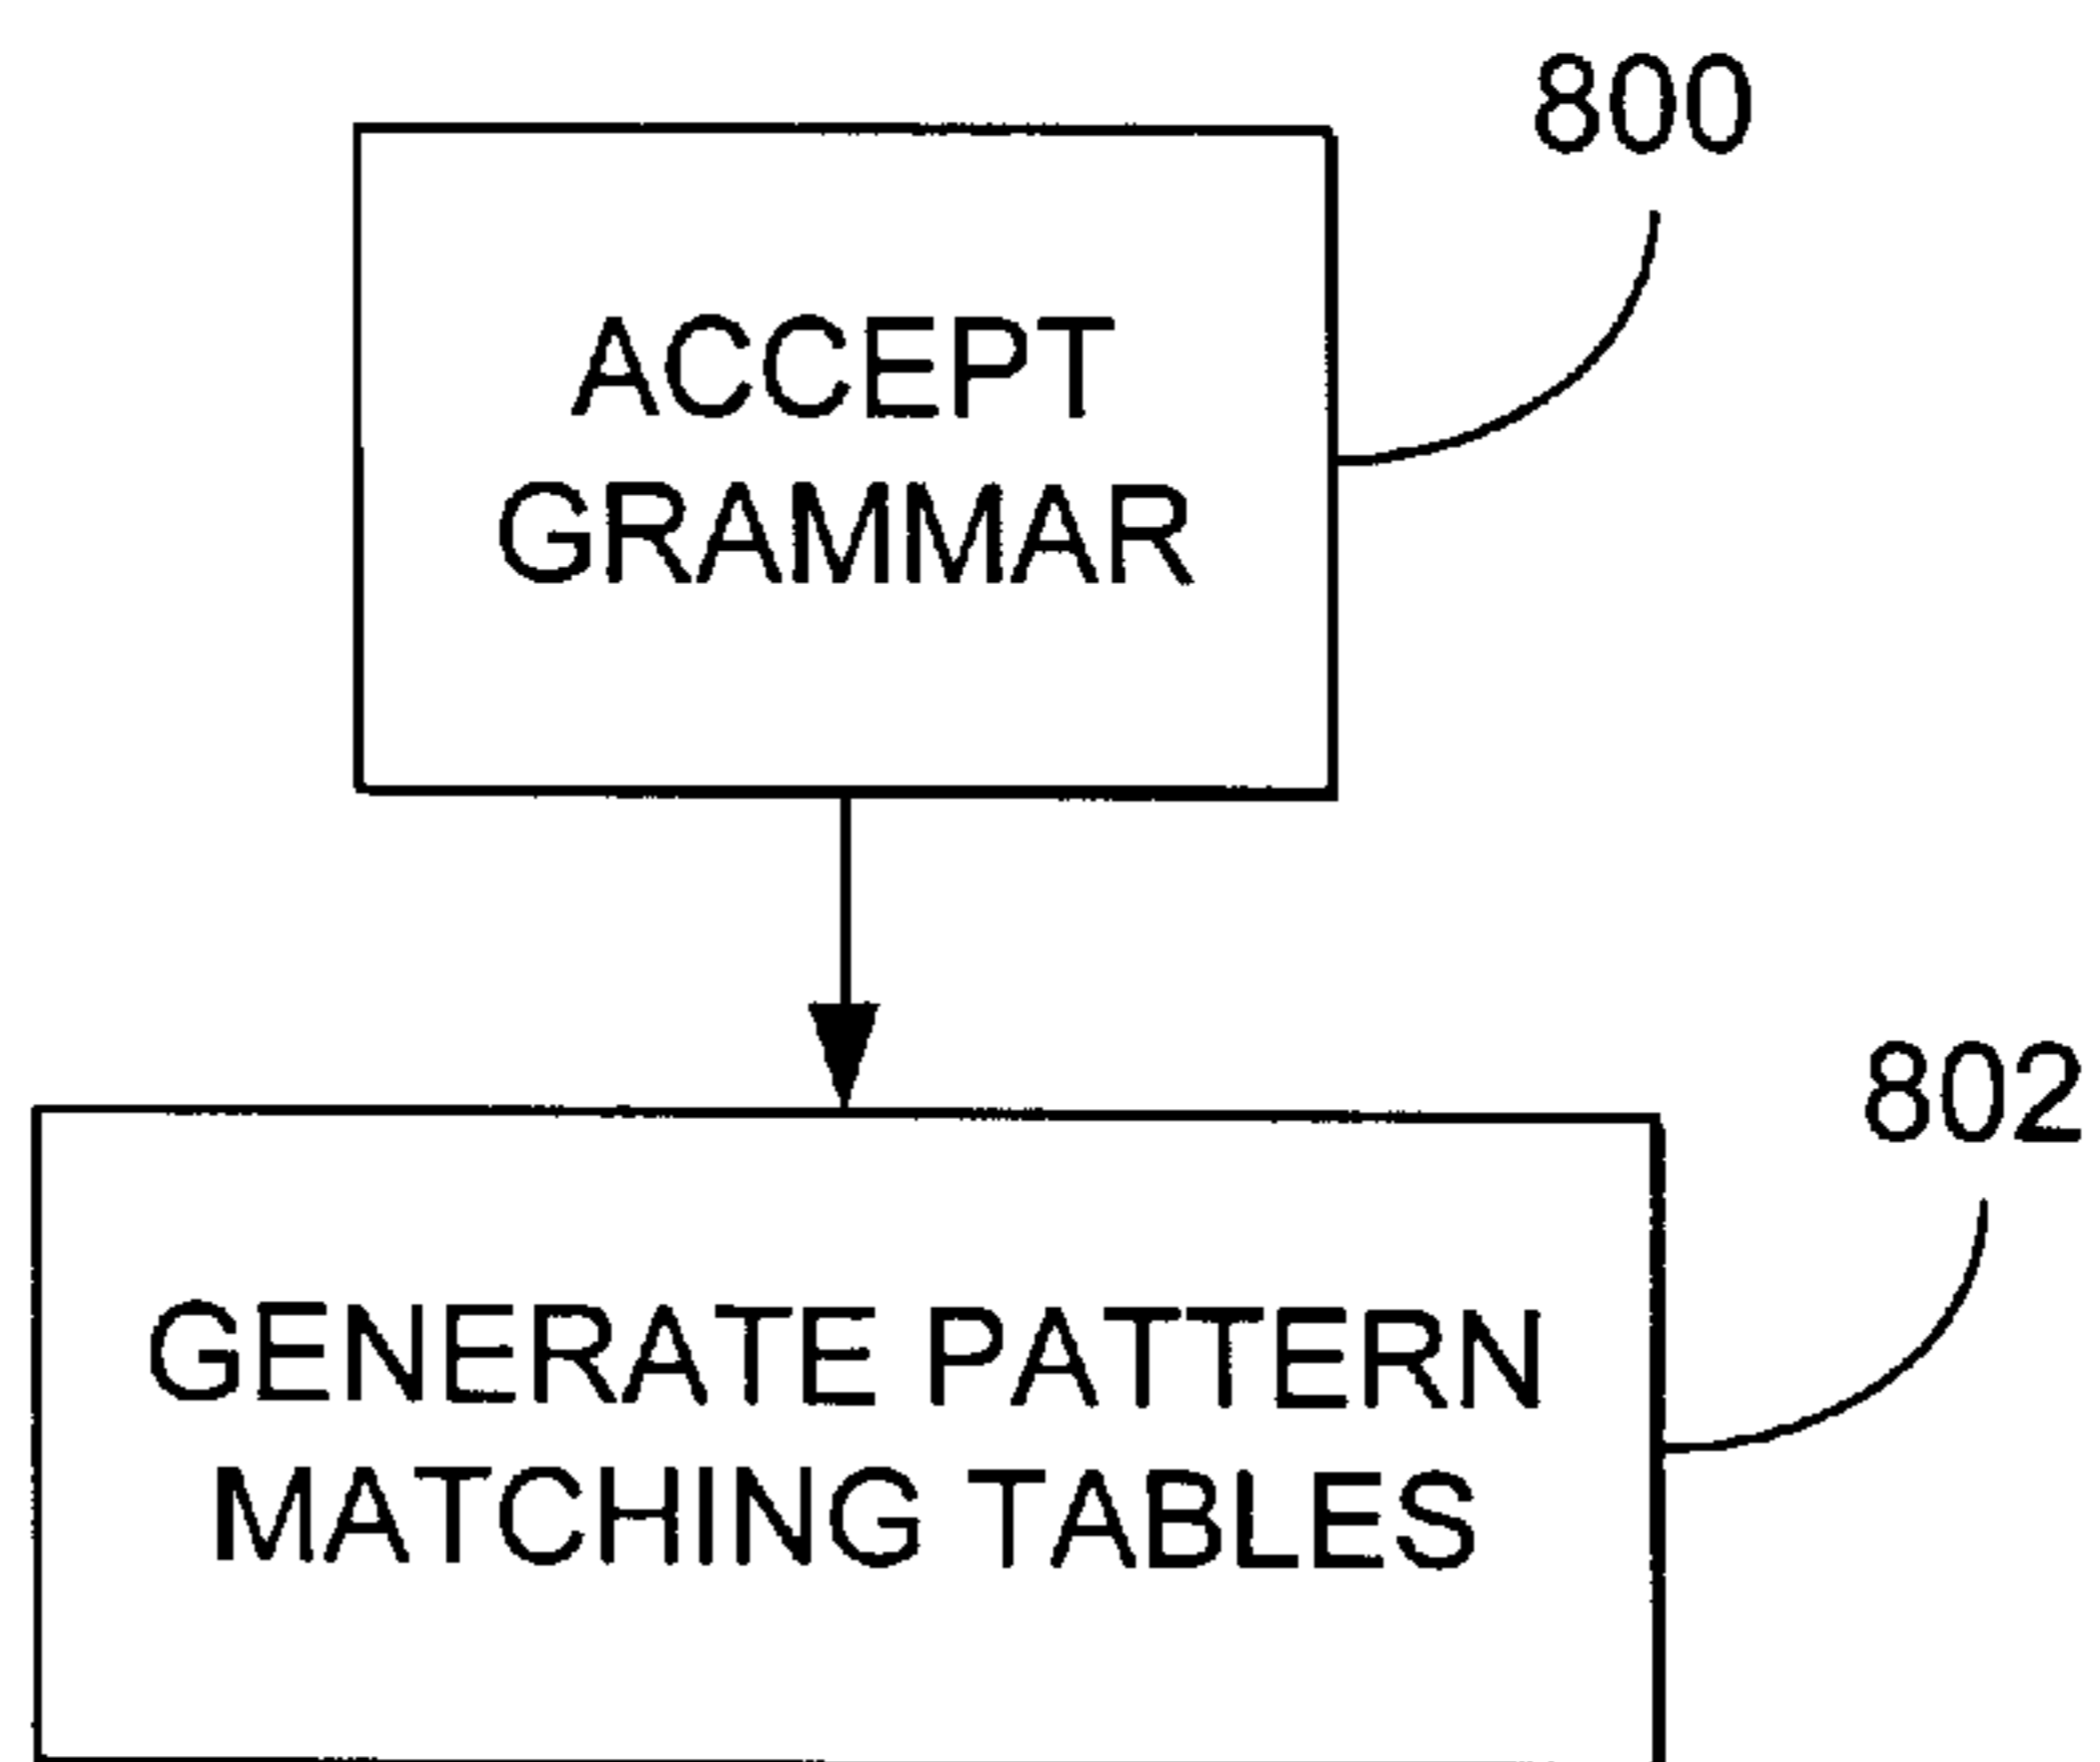 800
ACCEPT
GRAMMAR
802
GENERATE PATTERN
MATCHING TABLES